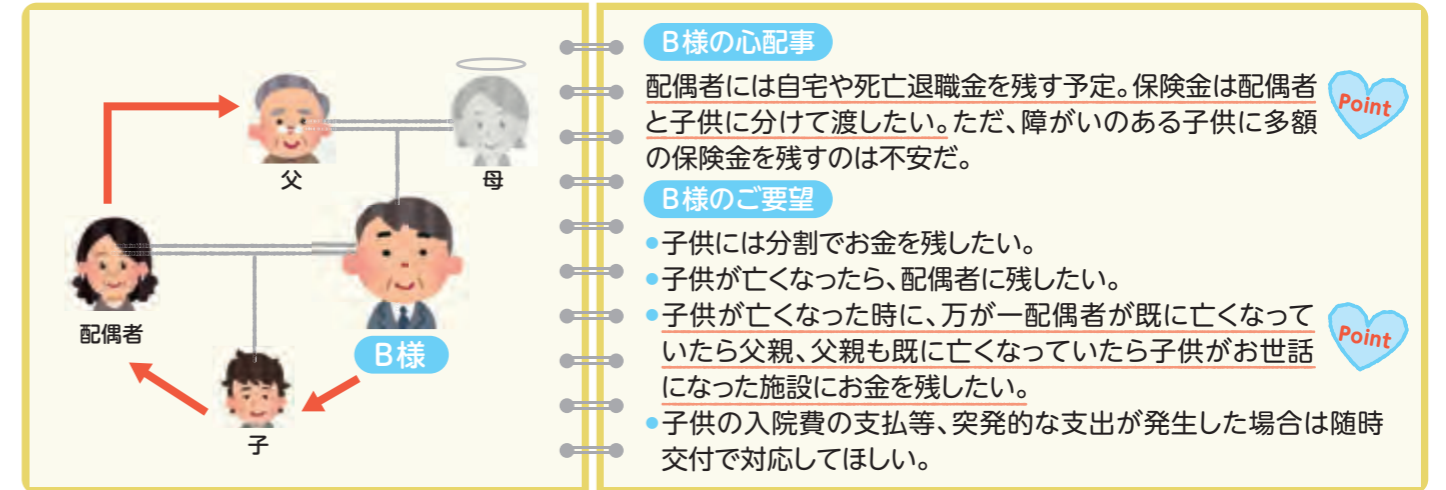 父
母
配偶者
B様
子
B様の心配事
配偶者には自宅や死亡退職金を残す予定。保険金は配偶者
と子供に分けて渡したい。ただ、障がいのある子供に多額
の保険金を残すのは不安だ。
Point
B様のご要望
●子供には分割でお金を残したい。
●子供が亡くなったら、配偶者に残したい。
●子供が亡くなった時に、万が一配偶者が既に亡くなって
いたら父親、父親も既に亡くなっていたら子供がお世話
になった施設にお金を残したい。
Point
●子供の入院費の支払等、突発的な支出が発生した場合は随時
交付で対応してほしい。